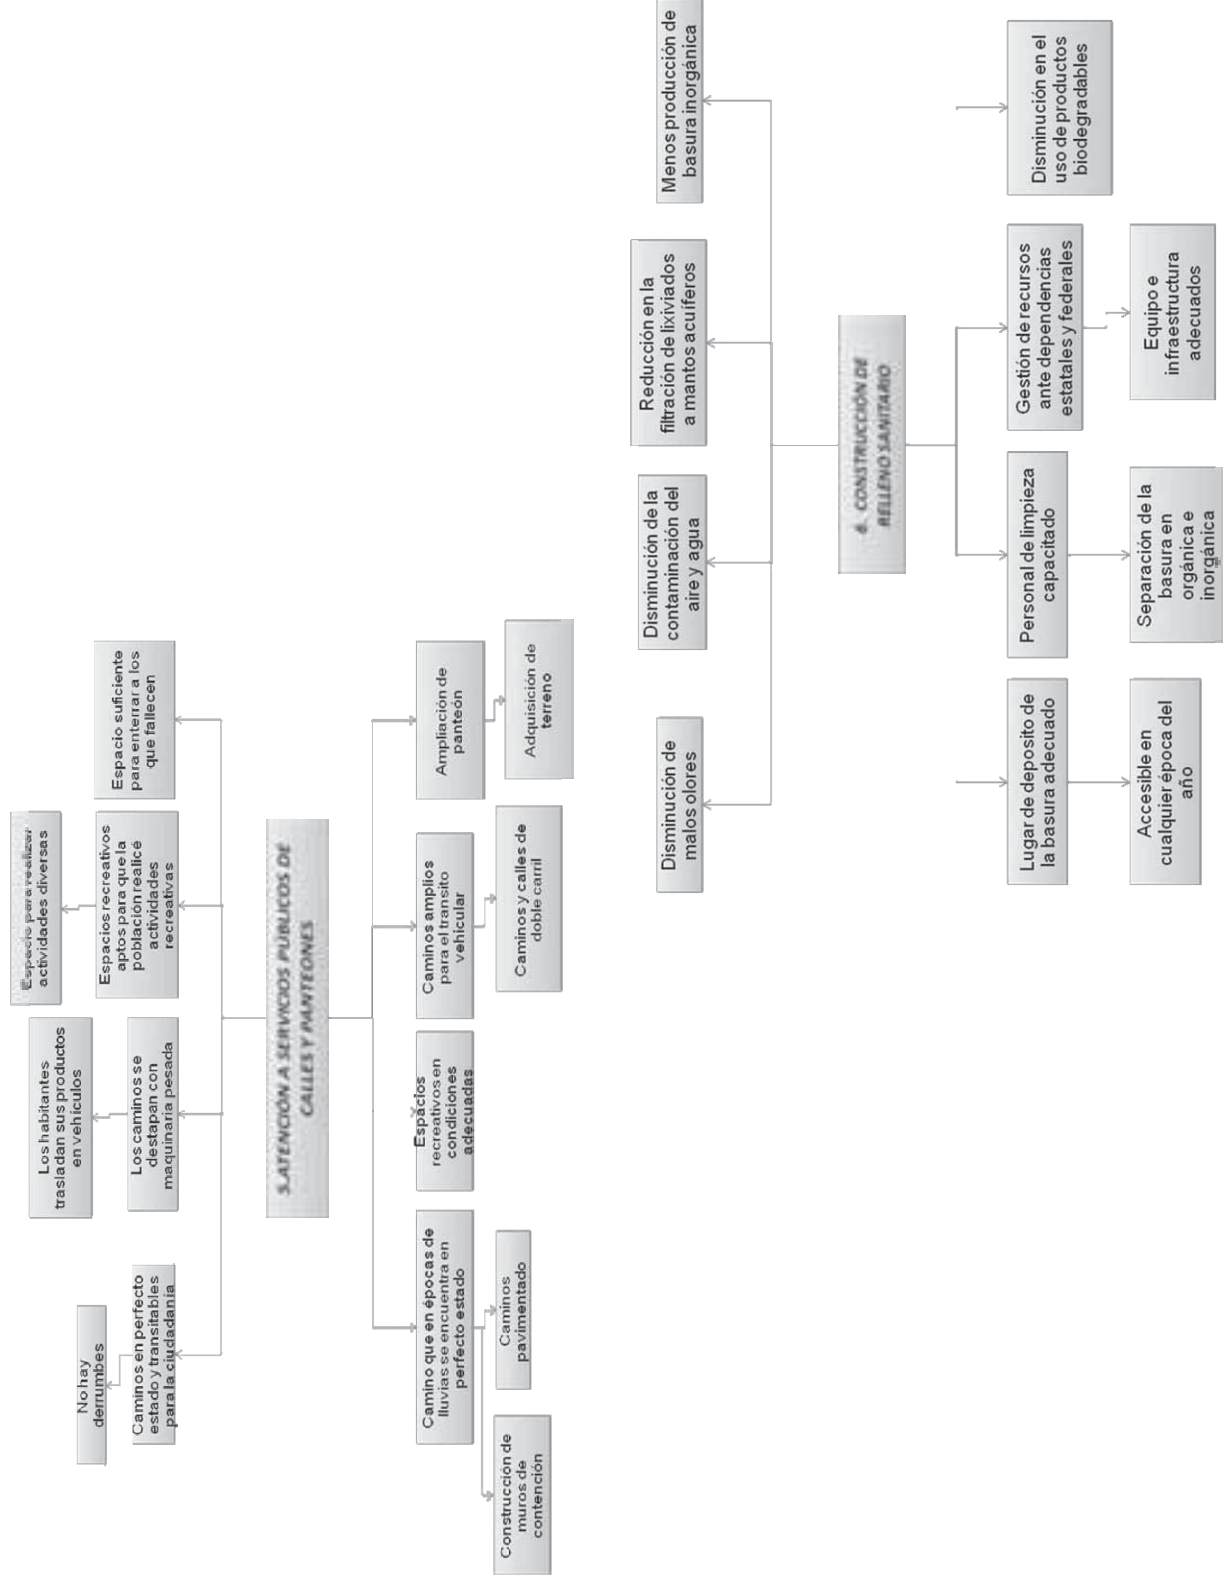 No hay
derrumbes
Caminos en perfecto
estado y transitables
para la ciudadanía
Los habitantes
trasladan sus productos
en vehículos
Los caminos se
destapan con
maquinaria pesada
Espacio para realizar
actividades diversas
Espacios recreativos
aptos para que la
población realicé
actividades
recreativas
Espacio suficiente
para enterrar a los
que fallecen
5.ATENCIÓN A SERVICIOS PUBLICOS DE
CALLES Y PANTEONES
Camino que en épocas de
lluvias se encuentra en
perfecto estado
Construcción de
muros de
contención
Caminos
pavimentado
Espacios
recreativos en
condiciones
adecuadas
Caminos amplios
para el transito
vehicular
Caminos y calles de
doble carril
Ampliación de
panteón
Adquisición de
terreno
Disminución de
malos olores
Disminución de la
contaminación del
aire y agua
Reducción en la
filtración de lixiviados
a mantos acuíferos
Menos producción de
basura inorgánica
6. CONSTRUCCIÓN DE
RELLENO SANITARIO
Lugar de deposito de
la basura adecuado
Accesible en
cualquier época del
año
Personal de limpieza
capacitado
Separación de la
basura en
orgánica e
inorgánica
Gestión de recursos
ante dependencias
estatales y federales
Equipo e
infraestructura
adecuados
Disminución en el
uso de productos
biodegradables